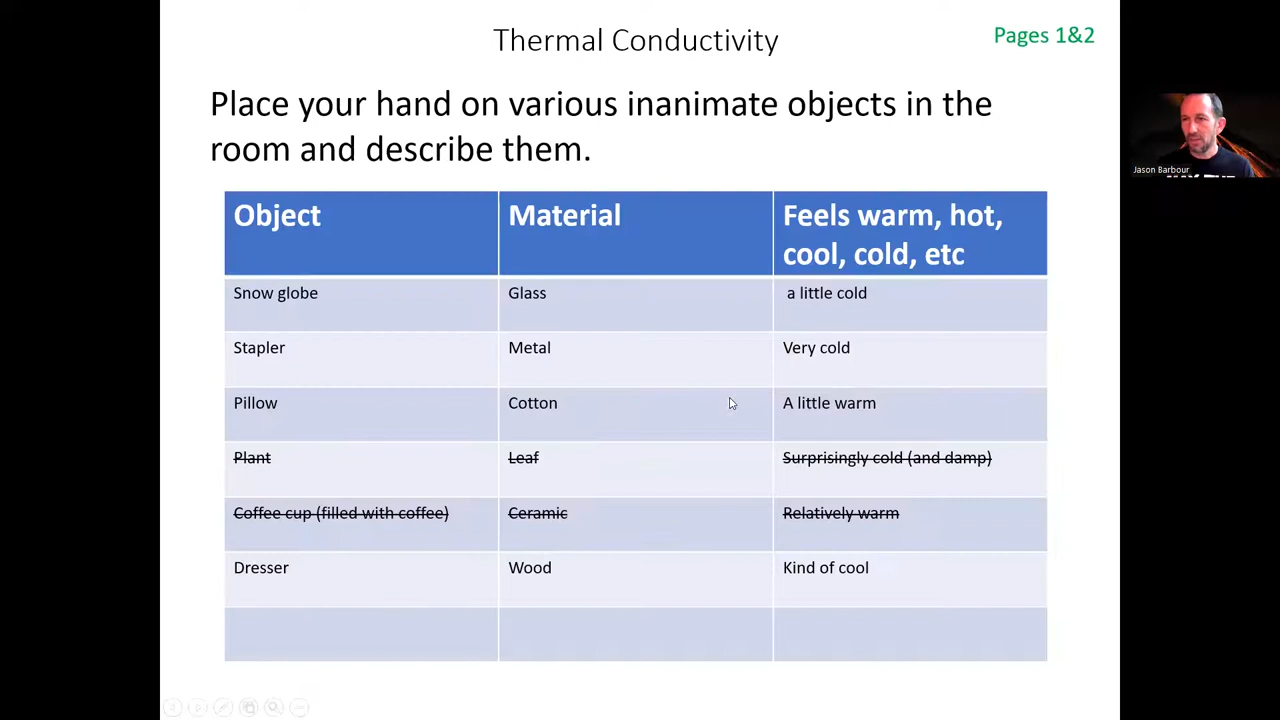 Thermal Conductivity
Pages 1&2
Place your hand on various inanimate objects in the
room and describe them.
Object Material Feels warm, hot,
cool, cold, etc
Snow globe Glass a little cold
Stapler Metal Very cold
Pillow Cotton A little warm
Plant Leaf Surprisingly cold (and damp)
Coffee cup (filled with coffee) Ceramic Relatively warm
Dresser Wood Kind of cool
Jason Barbour